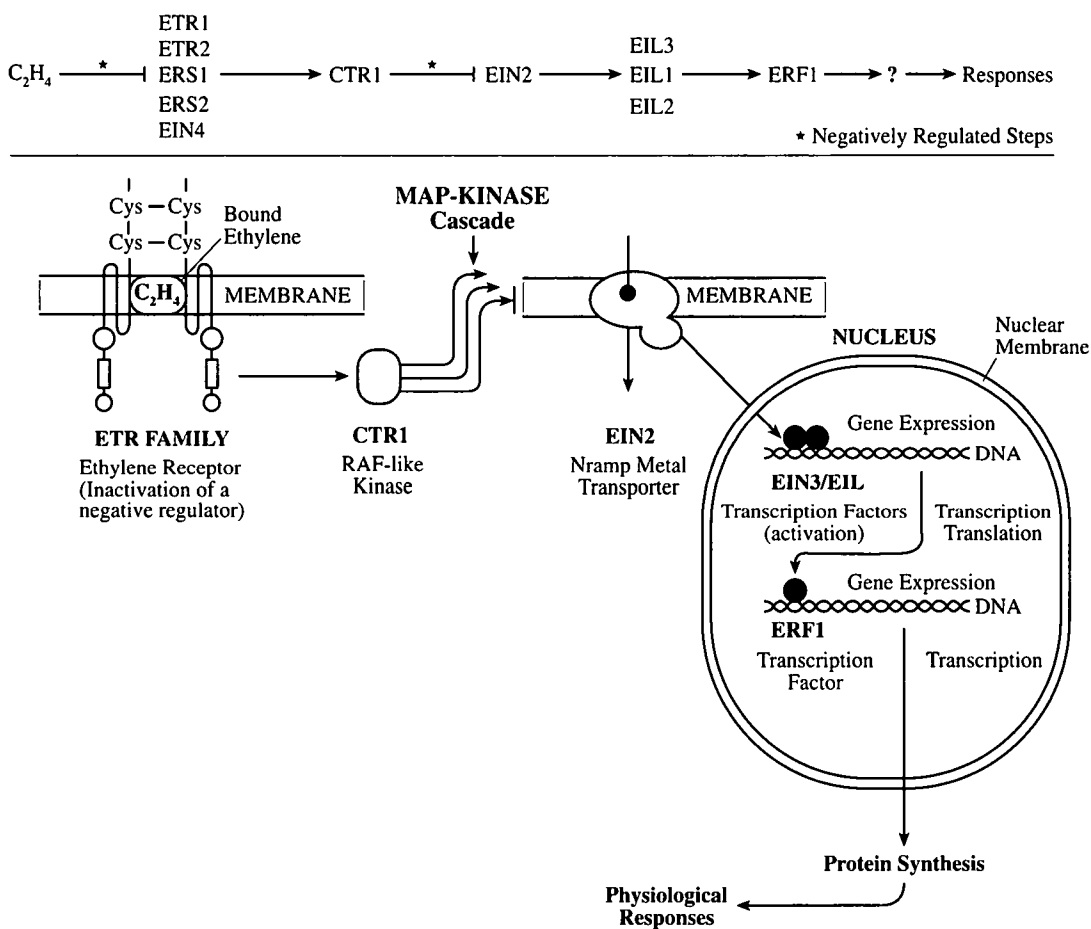 ETR1
ETR2
C₂H₄ ★ ERS1 CTR1 ★ EIN2 EIL3 EIL1 EIL2 ERF1 ? Responses
ERS2
EIN4
★ Negatively Regulated Steps
Cys – Cys
Cys – Cys
Bound
Ethylene
C₂H₄
MEMBRANE
ETR FAMILY
Ethylene Receptor
(Inactivation of a
negative regulator)
MAP-KINASE
Cascade
CTR1
RAF-like
Kinase
MEMBRANE
EIN2
Nramp Metal
Transporter
NUCLEUS
Nuclear
Membrane
Gene Expression
DNA
EIN3/EIL
Transcription Factors
(activation)
Transcription
Translation
Gene Expression
DNA
ERF1
Transcription
Factor
Transcription
Protein Synthesis
Physiological
Responses